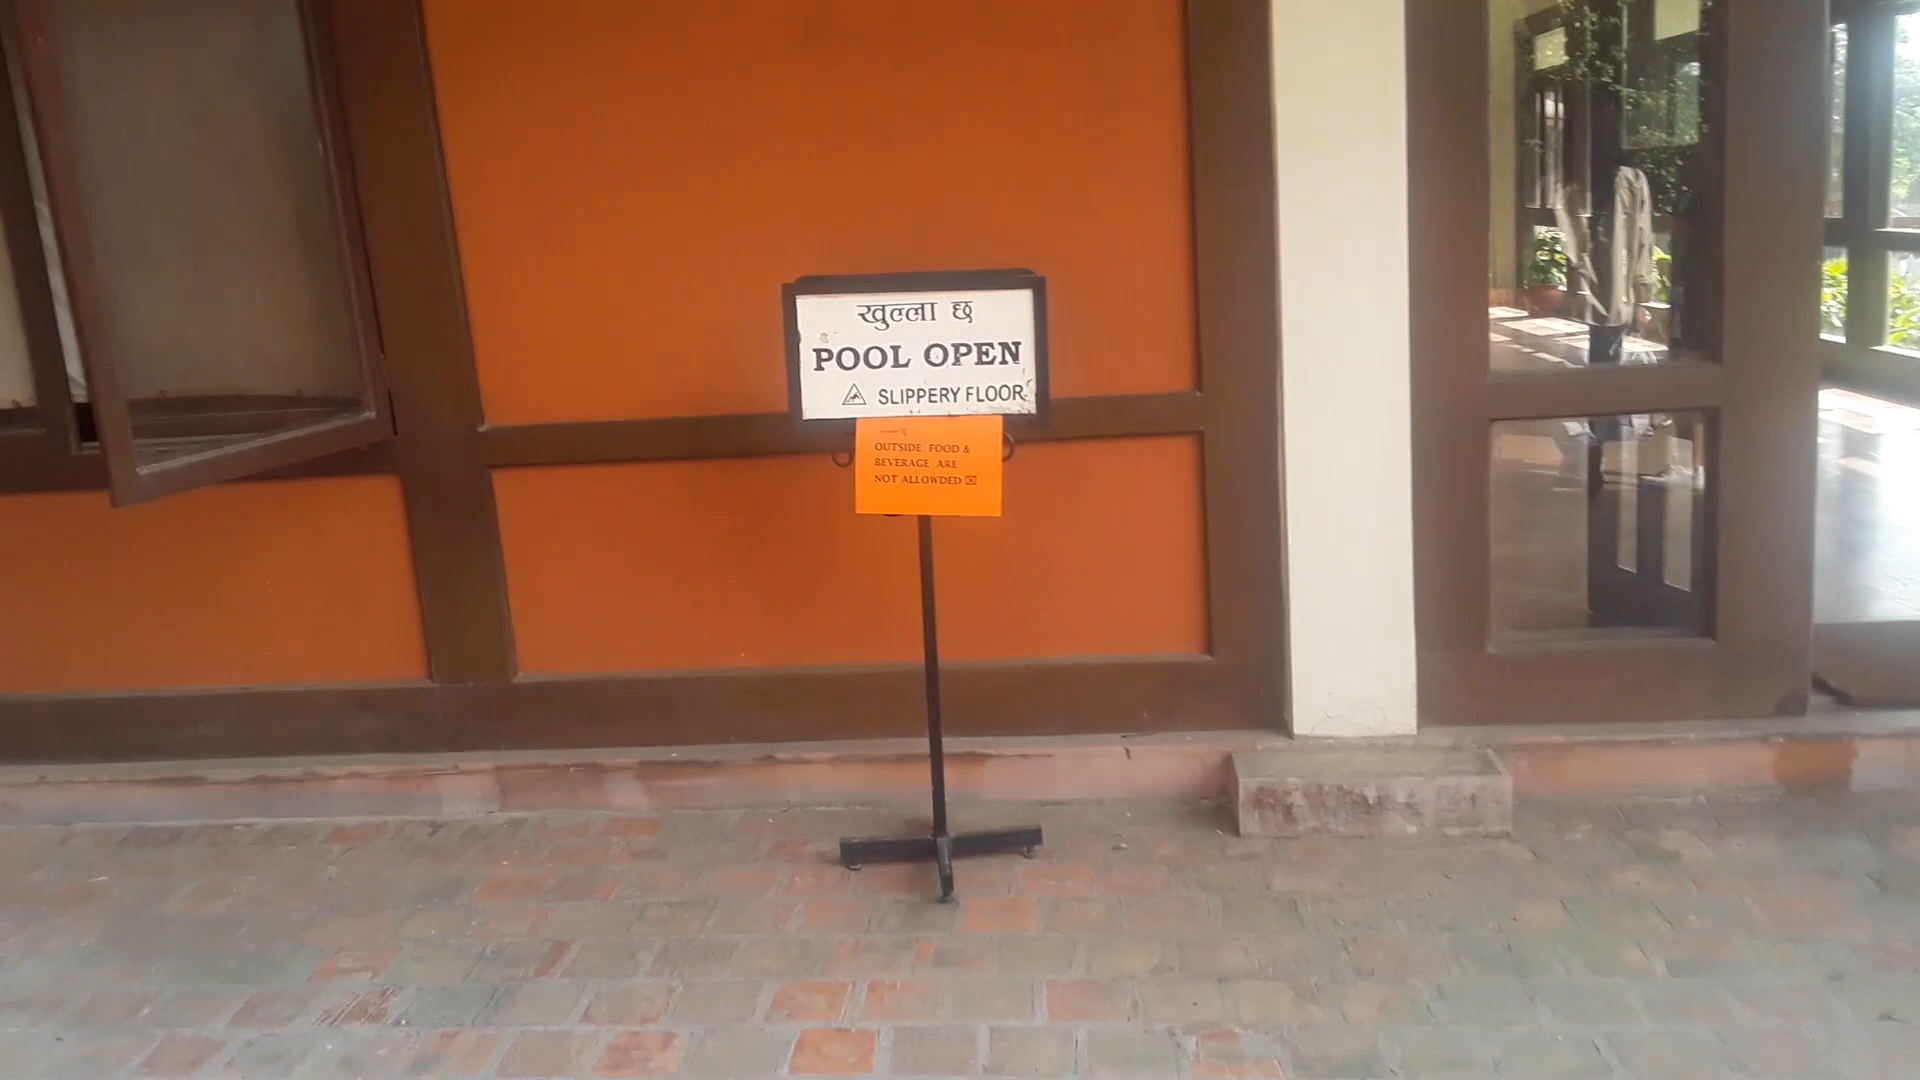 खुल्ला छ
POOL OPEN
SLIPPERY FLOOR
OUTSIDE FOOD &
BEVERAGE ARE
NOT ALLOWDED